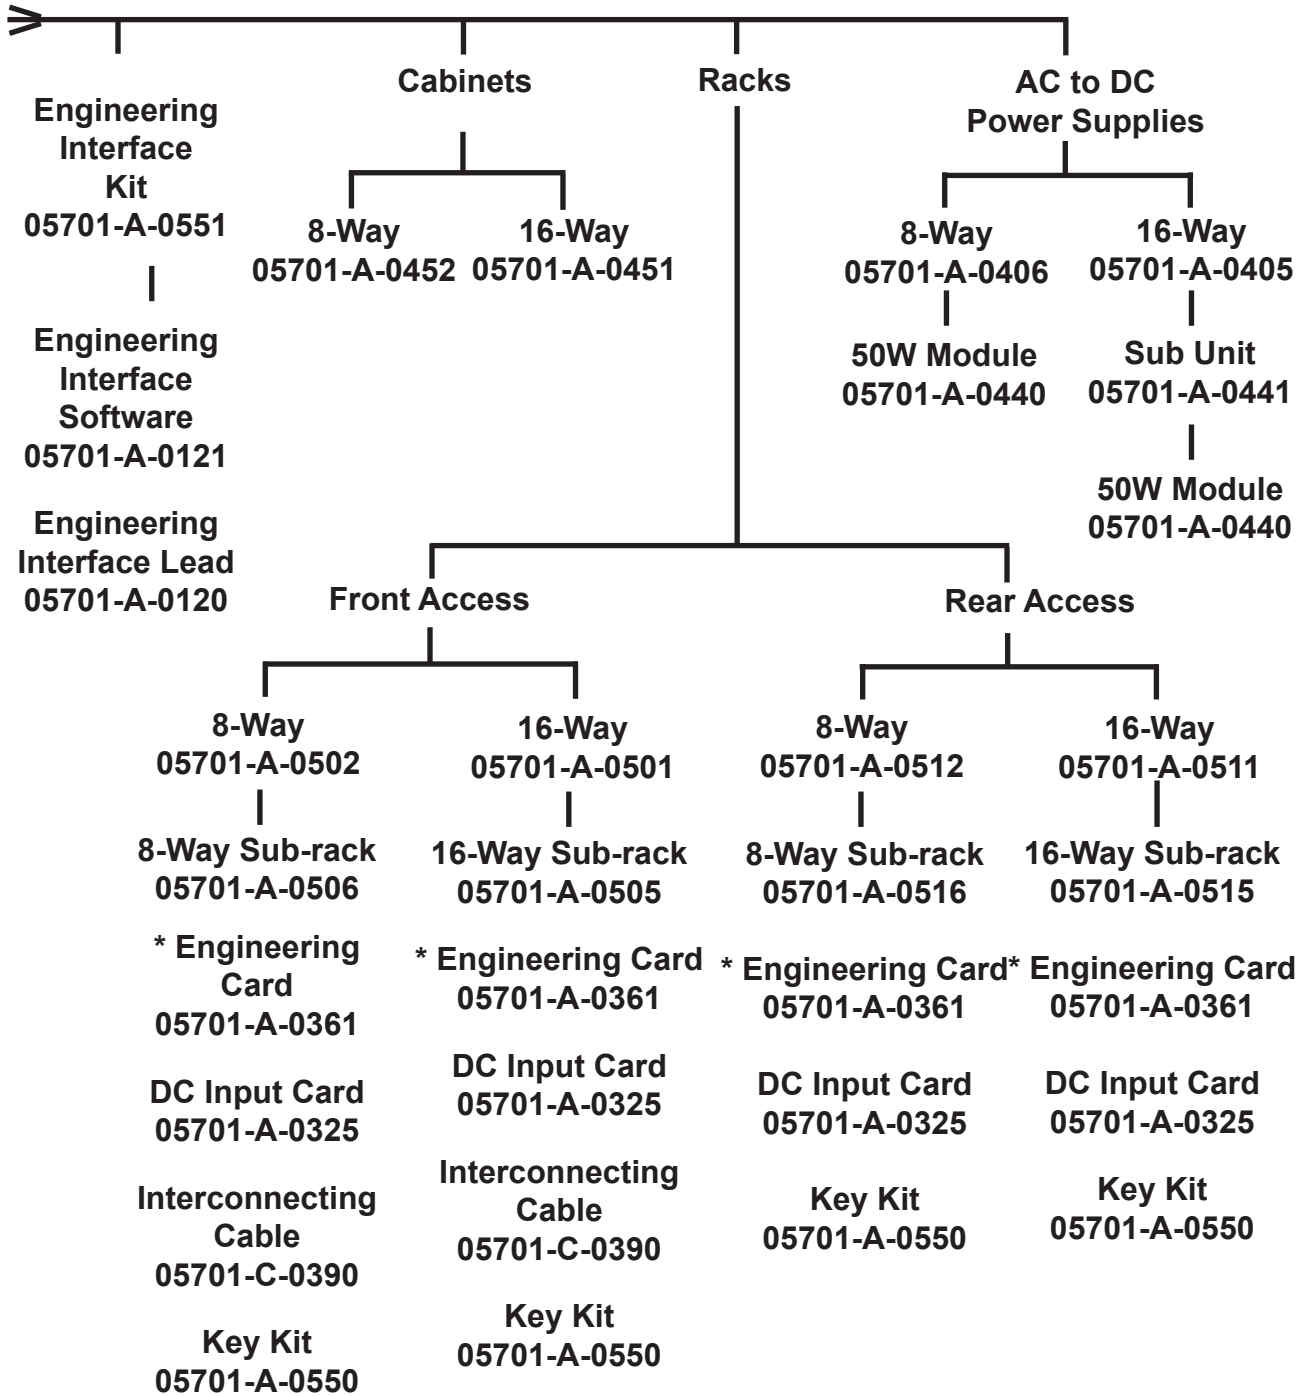 Engineering
Interface
Kit
05701-A-0551
Engineering
Interface
Software
05701-A-0121
Engineering
Interface Lead
05701-A-0120
Cabinets
8-Way
05701-A-0452
16-Way
05701-A-0451
Racks
AC to DC
Power Supplies
8-Way
05701-A-0406
50W Module
05701-A-0440
16-Way
05701-A-0405
Sub Unit
05701-A-0441
50W Module
05701-A-0440
Front Access
8-Way
05701-A-0502
8-Way Sub-rack
05701-A-0506
* Engineering
Card
05701-A-0361
DC Input Card
05701-A-0325
Interconnecting
Cable
05701-C-0390
Key Kit
05701-A-0550
16-Way
05701-A-0501
16-Way Sub-rack
05701-A-0505
* Engineering Card
05701-A-0361
DC Input Card
05701-A-0325
Interconnecting
Cable
05701-C-0390
Key Kit
05701-A-0550
Rear Access
8-Way
05701-A-0512
8-Way Sub-rack
05701-A-0516
* Engineering Card
05701-A-0361
DC Input Card
05701-A-0325
Key Kit
05701-A-0550
16-Way
05701-A-0511
16-Way Sub-rack
05701-A-0515
* Engineering Card
05701-A-0361
DC Input Card
05701-A-0325
Key Kit
05701-A-0550